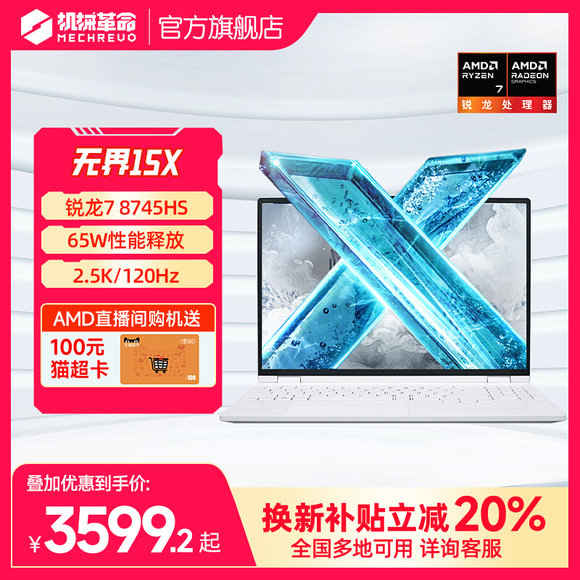 机械革命
MECHREVO
官方旗舰店
AMD
RYZEN
7
AMD
RADEON
GRAPHICS
锐龙处理器
无界15X
锐龙7 8745HS
65W性能释放
2.5K/120Hz
AMD直播间购机送
100元
猫超卡
¥100
叠加优惠到手价:
¥3599.2起
换新补贴立减20%
全国多地可用 详询客服